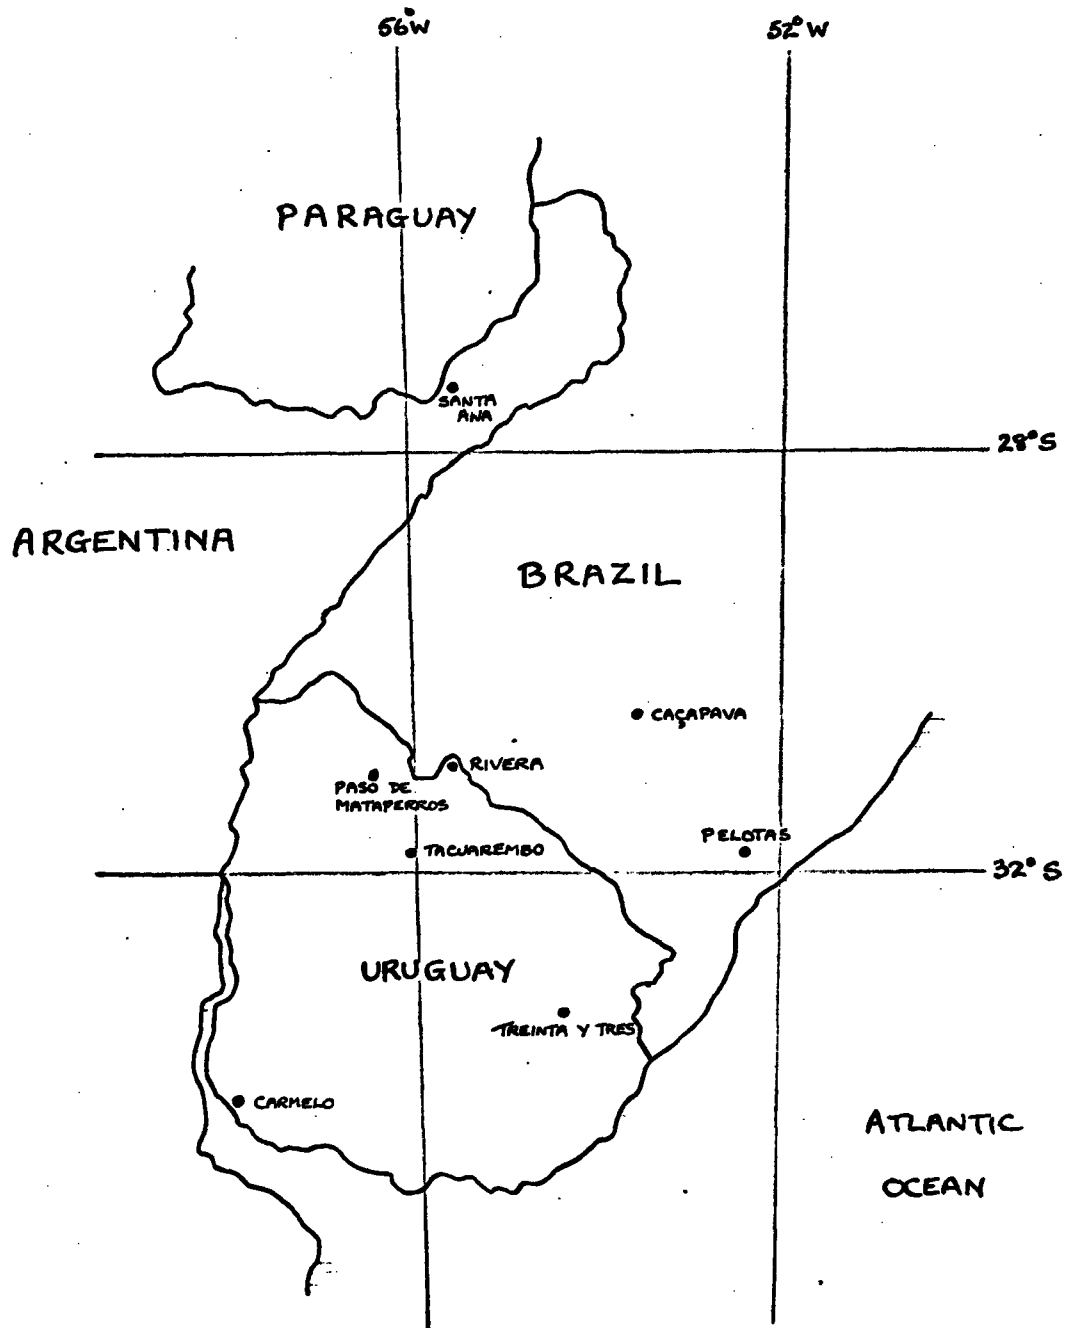 56°W
52°W
PARAGUAY
SANTA
ANA
28°S
ARGENTINA
BRAZIL
CAÇAPAVA
RIVERA
PASO DE
MATAPERROS
PELOTAS
TACUAREMBO
32°S
URUGUAY
TREINTA Y TRES
CARMELO
ATLANTIC
OCEAN